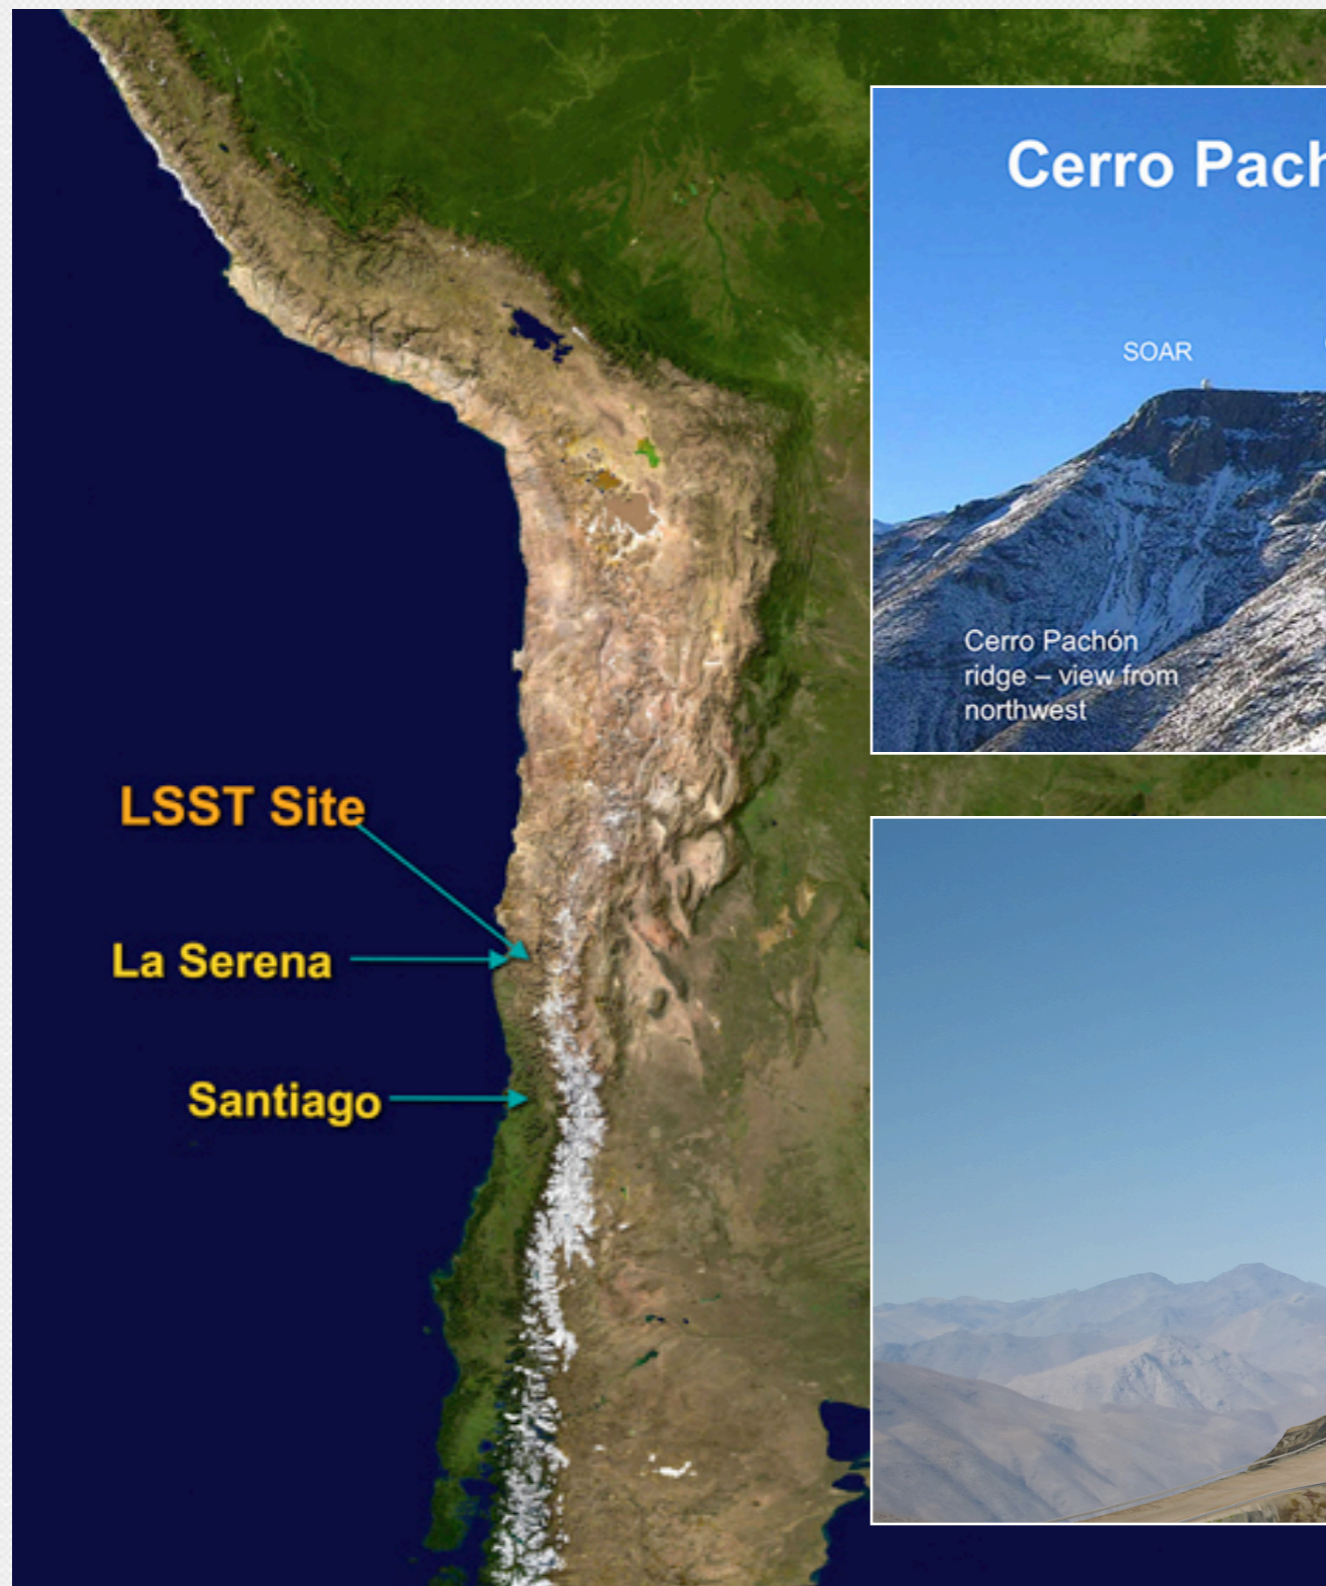 Cerro Pach
SOAR
Cerro Pachón
ridge – view from
northwest
LSST Site
La Serena
Santiago